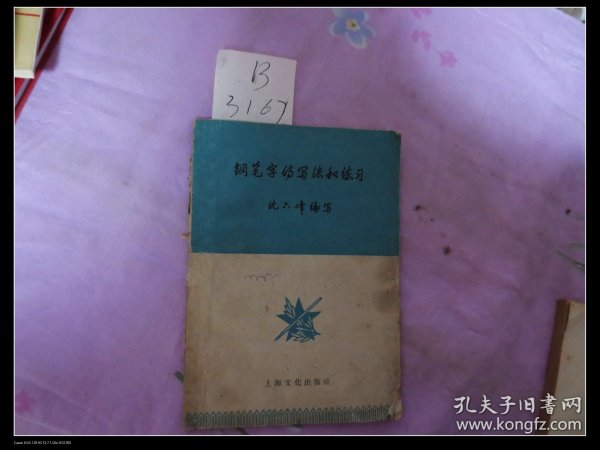 B
3167
钢笔字的写法和练习
沈六峰编写
上海文化出版社
孔夫子旧书网
www.kongfz.com